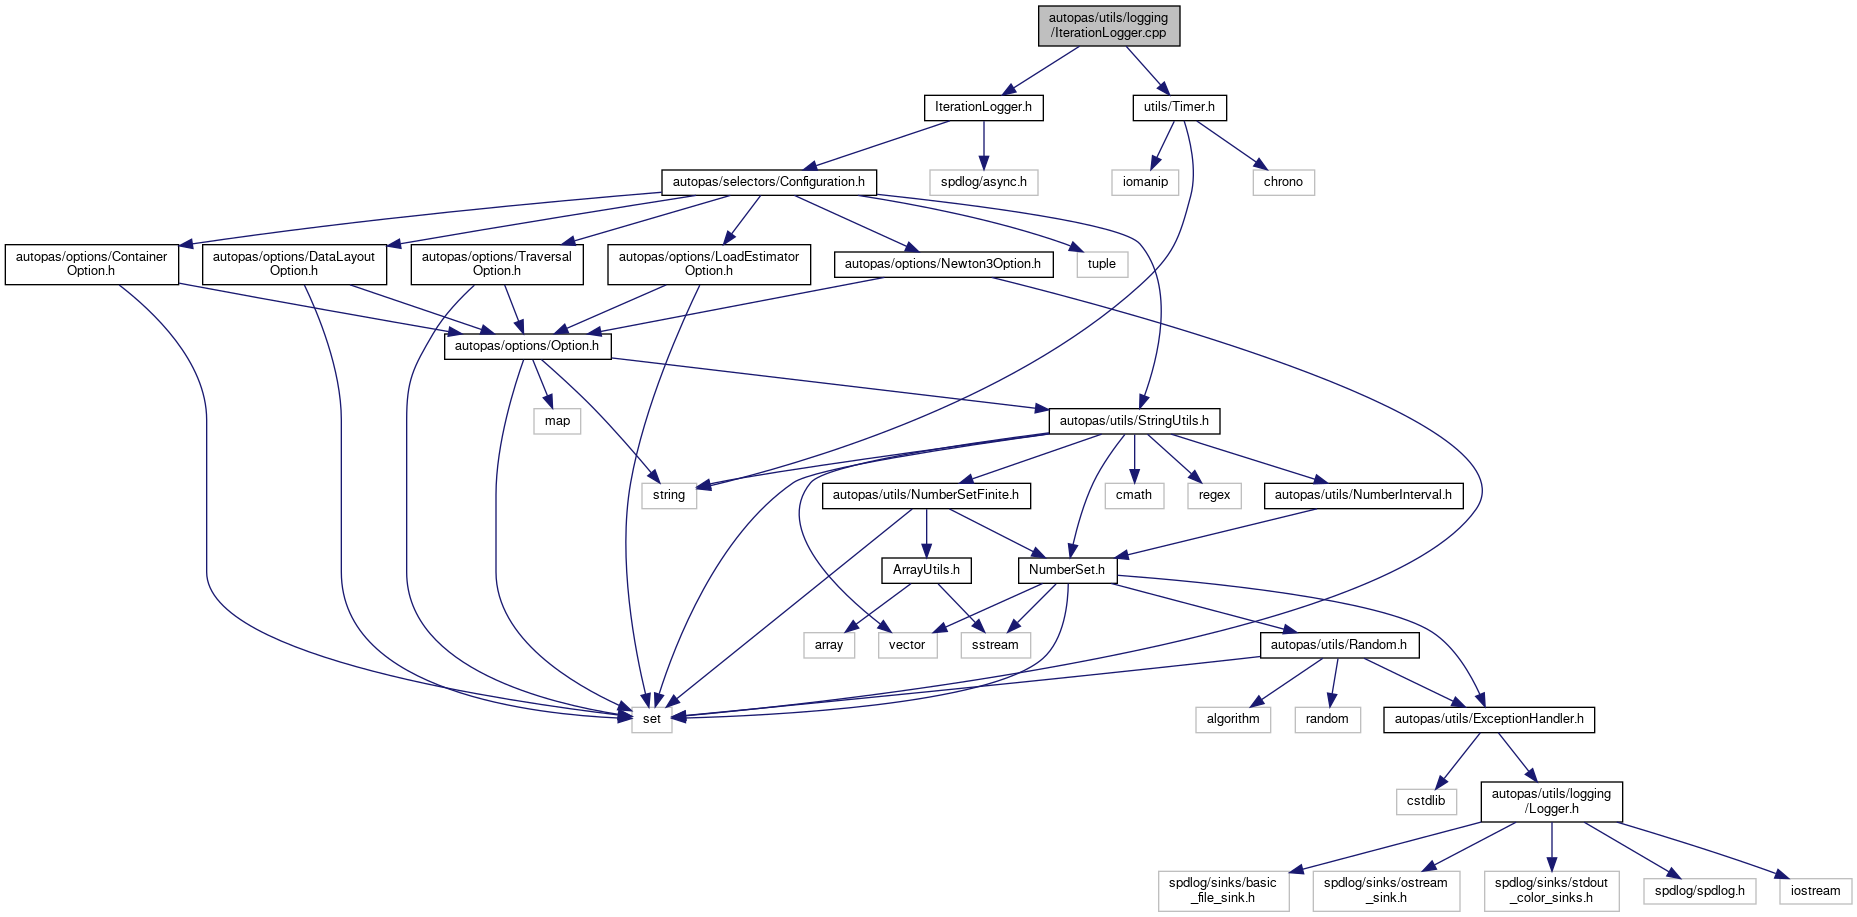 autopas/utils/logging
/IterationLogger.cpp
IterationLogger.h
utils/Timer.h
autopas/selectors/Configuration.h
spdlog/async.h
iomanip
chrono
autopas/options/Container
Option.h
autopas/options/DataLayout
Option.h
autopas/options/Traversal
Option.h
autopas/options/LoadEstimator
Option.h
autopas/options/Newton3Option.h
tuple
autopas/options/Option.h
map
autopas/utils/StringUtils.h
string
autopas/utils/NumberSetFinite.h
cmath
regex
autopas/utils/NumberInterval.h
ArrayUtils.h
NumberSet.h
array
vector
sstream
autopas/utils/Random.h
set
algorithm
random
autopas/utils/ExceptionHandler.h
cstdlib
autopas/utils/logging
/Logger.h
spdlog/sinks/basic
_file_sink.h
spdlog/sinks/ostream
_sink.h
spdlog/sinks/stdout
_color_sinks.h
spdlog/spdlog.h
iostream